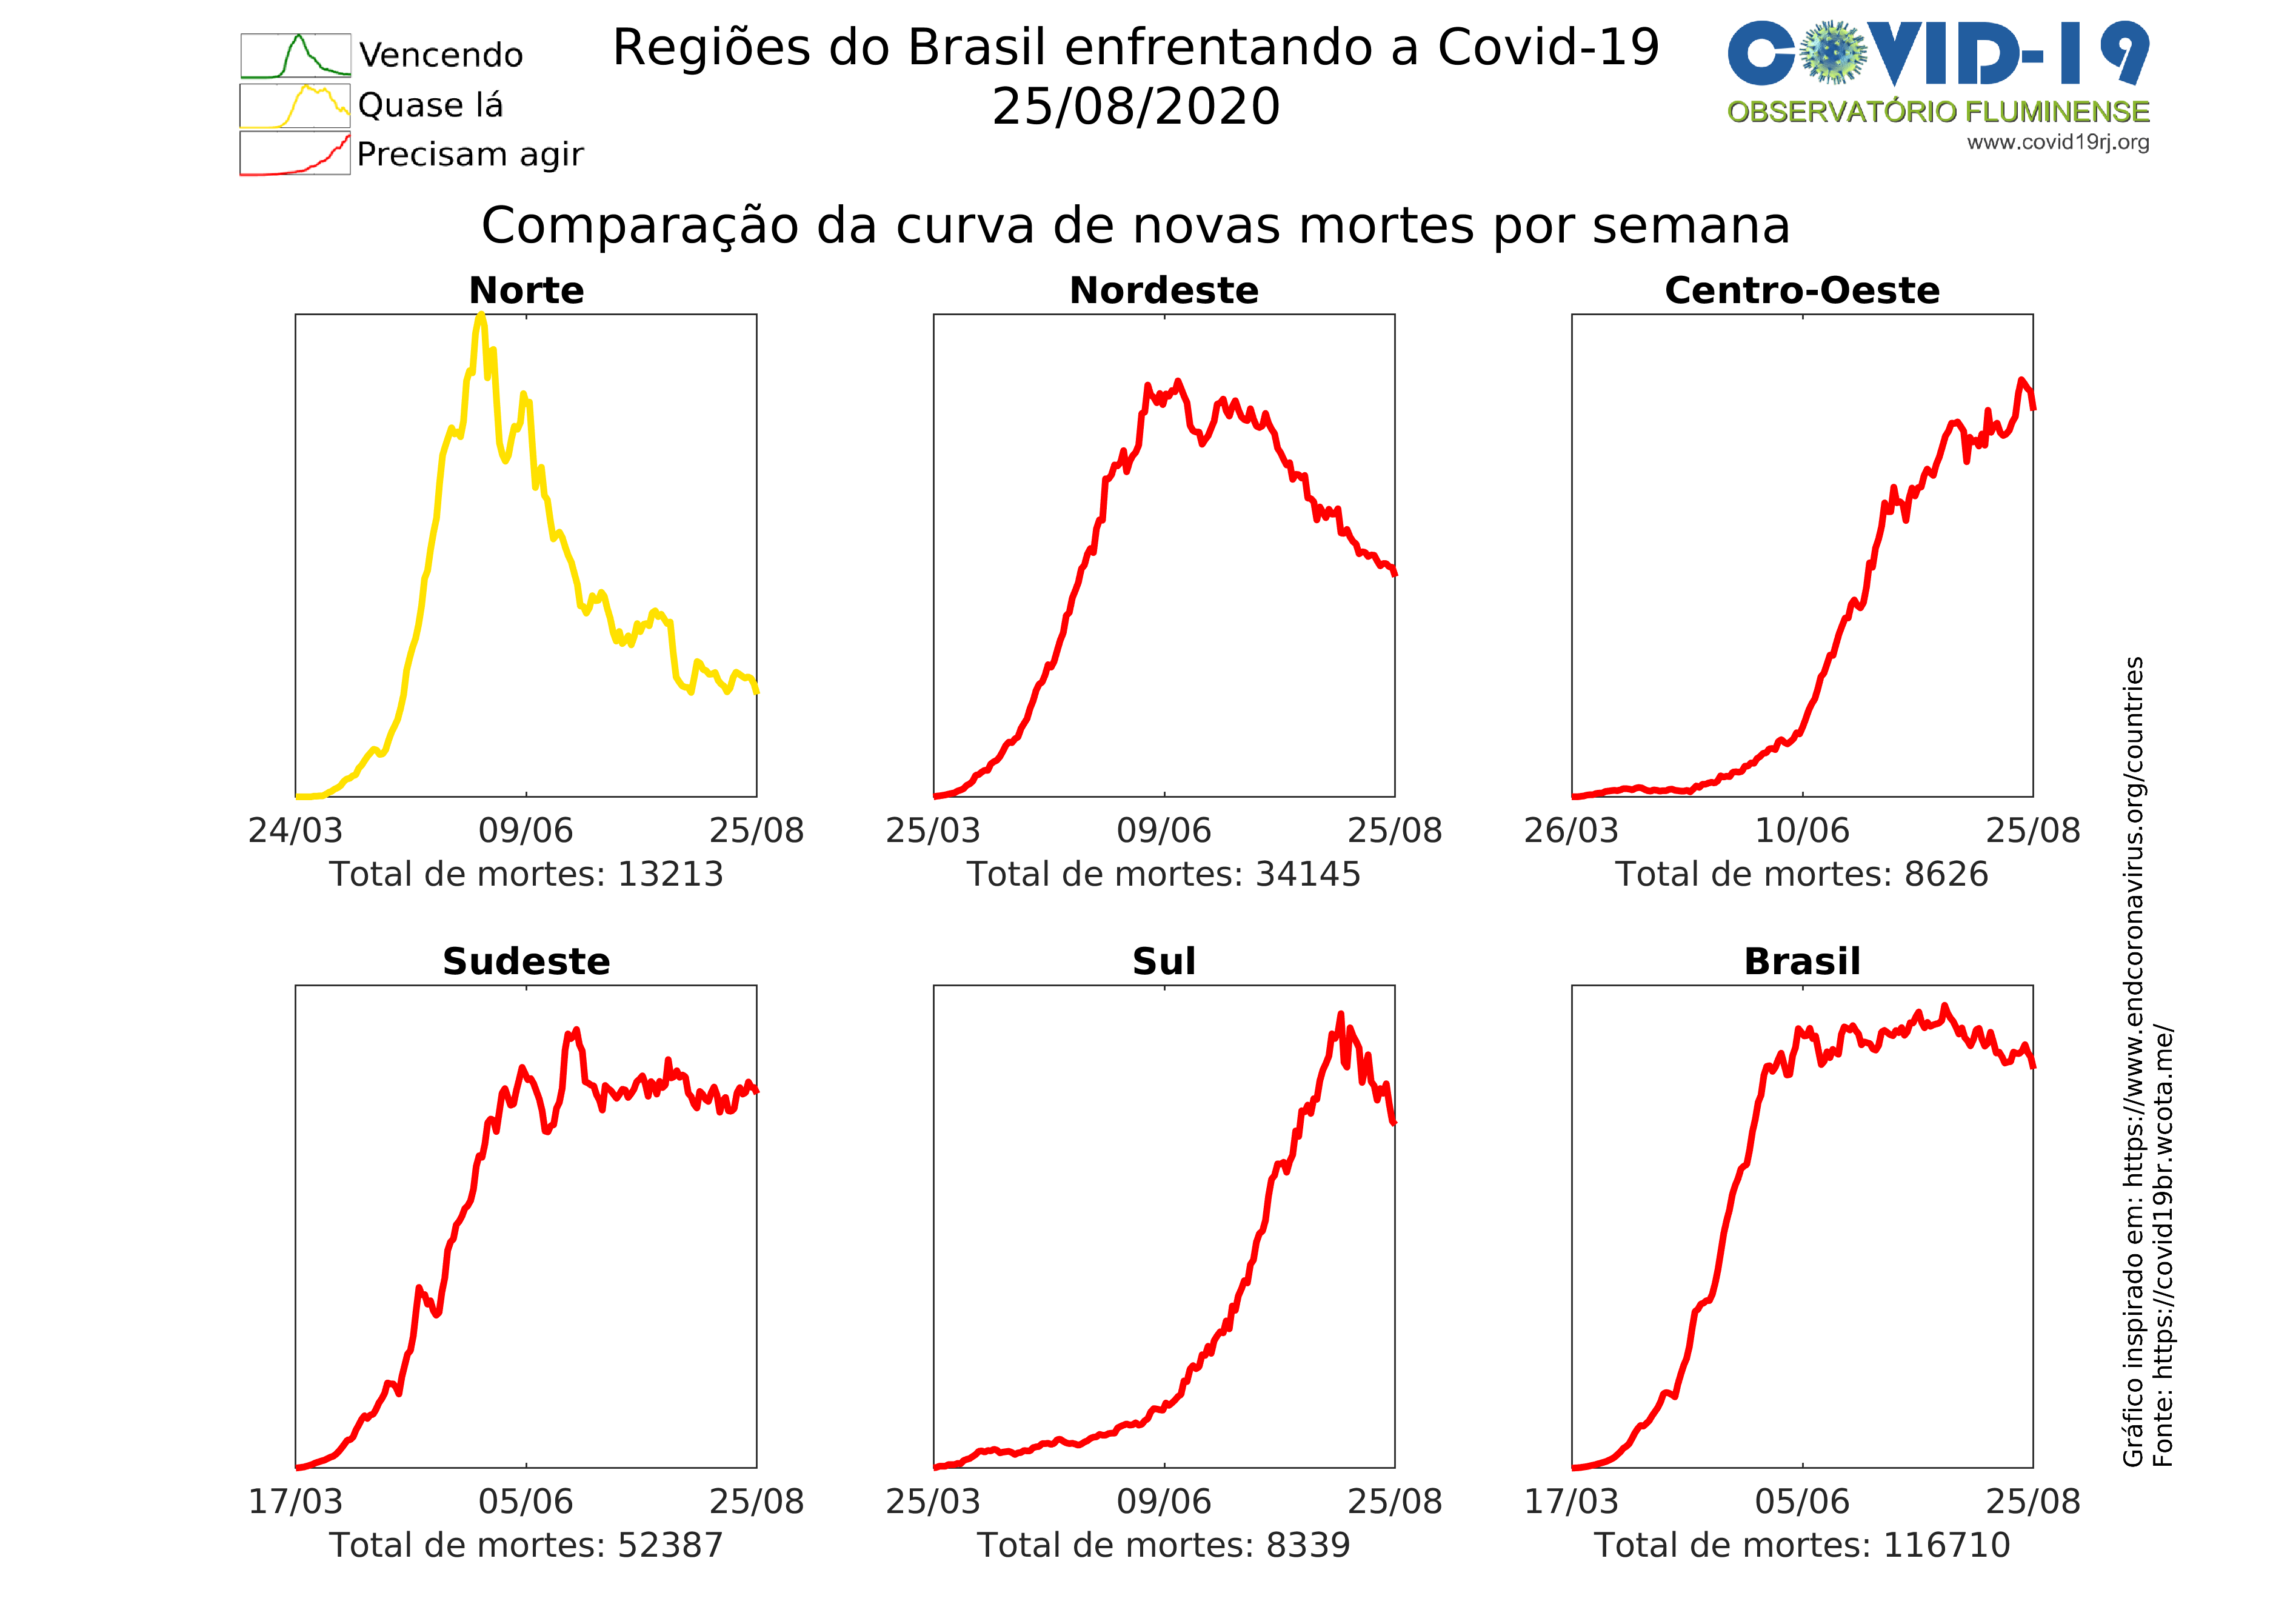 Vencendo
Quase lá
Precisam agir
Regiões do Brasil enfrentando a Covid-19
25/08/2020
COVID-19
OBSERVATÓRIO FLUMINENSE
www.covid19rj.org
Comparação da curva de novas mortes por semana
Norte
24/03 09/06 25/08
Total de mortes: 13213
Nordeste
25/03 09/06 25/08
Total de mortes: 34145
Centro-Oeste
26/03 10/06 25/08
Total de mortes: 8626
Sudeste
17/03 05/06 25/08
Total de mortes: 52387
Sul
25/03 09/06 25/08
Total de mortes: 8339
Brasil
17/03 05/06 25/08
Total de mortes: 116710
Gráfico inspirado em: https://www.endcoronavirus.org/countries
Fonte: https://covid19br.wcota.me/